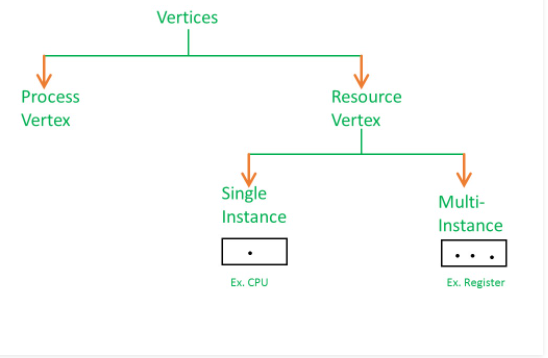 Vertices
Process
Vertex
Resource
Vertex
Single
Instance
Multi-
Instance
Ex. CPU
Ex. Register